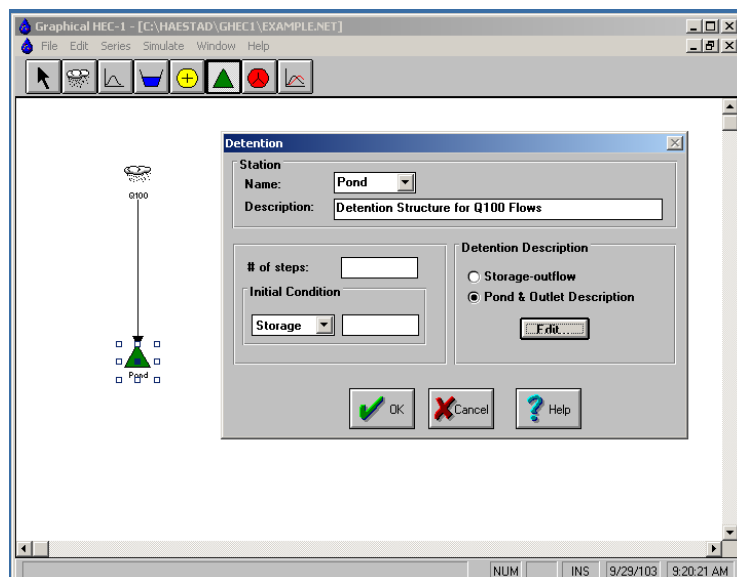 Graphical HEC-1 - [C:\HAESTAD\GHEC1\EXAMPLE.NET]
File Edit Series Simulate Window Help
Detention
Station
Name: Pond
Description: Detention Structure for Q100 Flows
Q100
# of steps:
Initial Condition
Storage
Detention Description
Storage-outflow
Pond & Outlet Description
Edit...
Pond
OK Cancel Help
NUM INS 9/29/103 9:20:21 AM